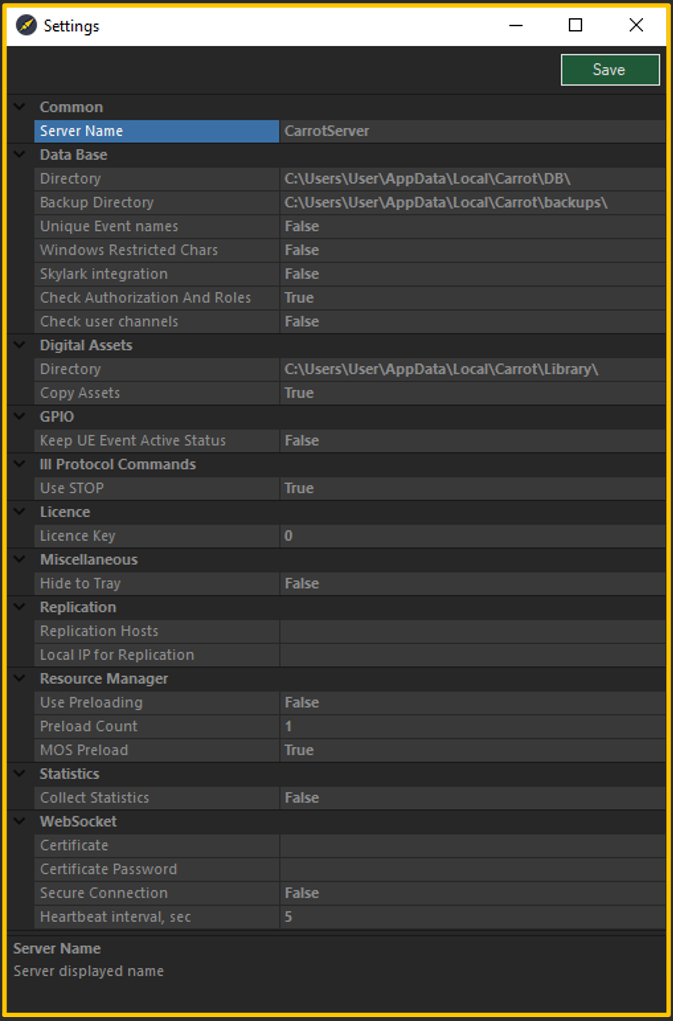 Settings
Save
Common
Server Name CarrotServer
Data Base
Directory C:\Users\User\AppData\Local\Carrot\DB\
Backup Directory C:\Users\User\AppData\Local\Carrot\backups\
Unique Event names False
Windows Restricted Chars False
Skylark integration False
Check Authorization And Roles True
Check user channels False
Digital Assets
Directory C:\Users\User\AppData\Local\Carrot\Library\
Copy Assets True
GPIO
Keep UE Event Active Status False
III Protocol Commands
Use STOP True
Licence
Licence Key 0
Miscellaneous
Hide to Tray False
Replication
Replication Hosts
Local IP for Replication
Resource Manager
Use Preloading False
Preload Count 1
MOS Preload True
Statistics
Collect Statistics False
WebSocket
Certificate
Certificate Password
Secure Connection False
Heartbeat interval, sec 5
Server Name
Server displayed name